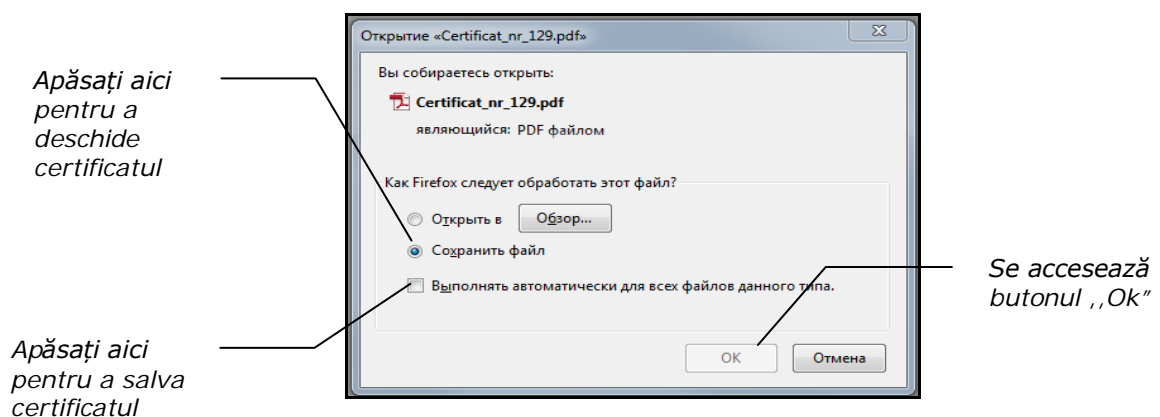 Открытие «Certificat_nr_129.pdf»
Вы собираетесь открыть:
Certificat_nr_129.pdf
являющийся: PDF файлом
Как Firefox следует обработать этот файл?
Открыть в Обзор...
Сохранить файл
Выполнять автоматически для всех файлов данного типа.
OK Отмена
Apăsați aici
pentru a
deschide
certificatul
Apăsați aici
pentru a salva
certificatul
Se accesează
butonul ,,Ok”